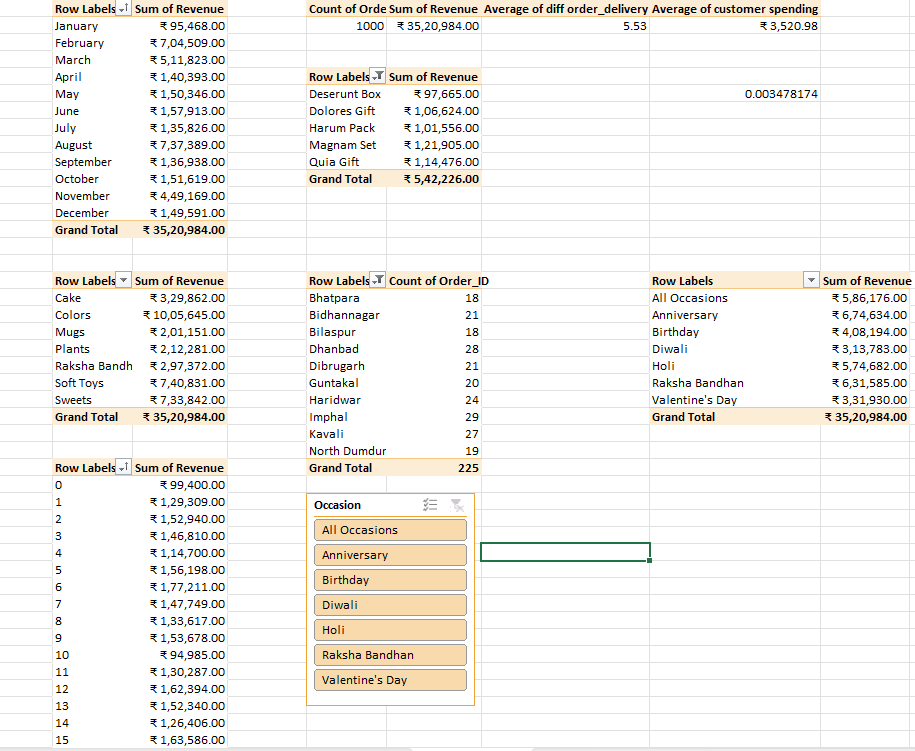 Row Labels Sum of Revenue
January ₹ 95,468.00
February ₹ 7,04,509.00
March ₹ 5,11,823.00
April ₹ 1,40,393.00
May ₹ 1,50,346.00
June ₹ 1,57,913.00
July ₹ 1,35,826.00
August ₹ 7,37,389.00
September ₹ 1,36,938.00
October ₹ 1,51,619.00
November ₹ 4,49,169.00
December ₹ 1,49,591.00
Grand Total ₹ 35,20,984.00
Count of Orde Sum of Revenue Average of diff order_delivery Average of customer spending
1000 ₹ 35,20,984.00 5.53 ₹ 3,520.98
Row Labels Sum of Revenue
Deserunt Box ₹ 97,665.00
Dolores Gift ₹ 1,06,624.00
Harum Pack ₹ 1,01,556.00
Magnam Set ₹ 1,21,905.00
Quia Gift ₹ 1,14,476.00
Grand Total ₹ 5,42,226.00
0.003478174
Row Labels Sum of Revenue
Cake ₹ 3,29,862.00
Colors ₹ 10,05,645.00
Mugs ₹ 2,01,151.00
Plants ₹ 2,12,281.00
Raksha Bandh ₹ 2,97,372.00
Soft Toys ₹ 7,40,831.00
Sweets ₹ 7,33,842.00
Grand Total ₹ 35,20,984.00
Row Labels Count of Order_ID
Bhatpara 18
Bidhannagar 21
Bilaspur 18
Dhanbad 28
Dibrugarh 21
Guntakal 20
Haridwar 24
Imphal 29
Kavali 27
North Dumdur 19
Grand Total 225
Row Labels Sum of Revenue
All Occasions ₹ 5,86,176.00
Anniversary ₹ 6,74,634.00
Birthday ₹ 4,08,194.00
Diwali ₹ 3,13,783.00
Holi ₹ 5,74,682.00
Raksha Bandhan ₹ 6,31,585.00
Valentine's Day ₹ 3,31,930.00
Grand Total ₹ 35,20,984.00
Row Labels Sum of Revenue
0 ₹ 99,400.00
1 ₹ 1,29,309.00
2 ₹ 1,52,940.00
3 ₹ 1,46,810.00
4 ₹ 1,14,700.00
5 ₹ 1,56,198.00
6 ₹ 1,77,211.00
7 ₹ 1,47,749.00
8 ₹ 1,33,617.00
9 ₹ 1,53,678.00
10 ₹ 94,985.00
11 ₹ 1,30,287.00
12 ₹ 1,62,394.00
13 ₹ 1,52,340.00
14 ₹ 1,26,406.00
15 ₹ 1,63,586.00
Occasion
All Occasions
Anniversary
Birthday
Diwali
Holi
Raksha Bandhan
Valentine's Day